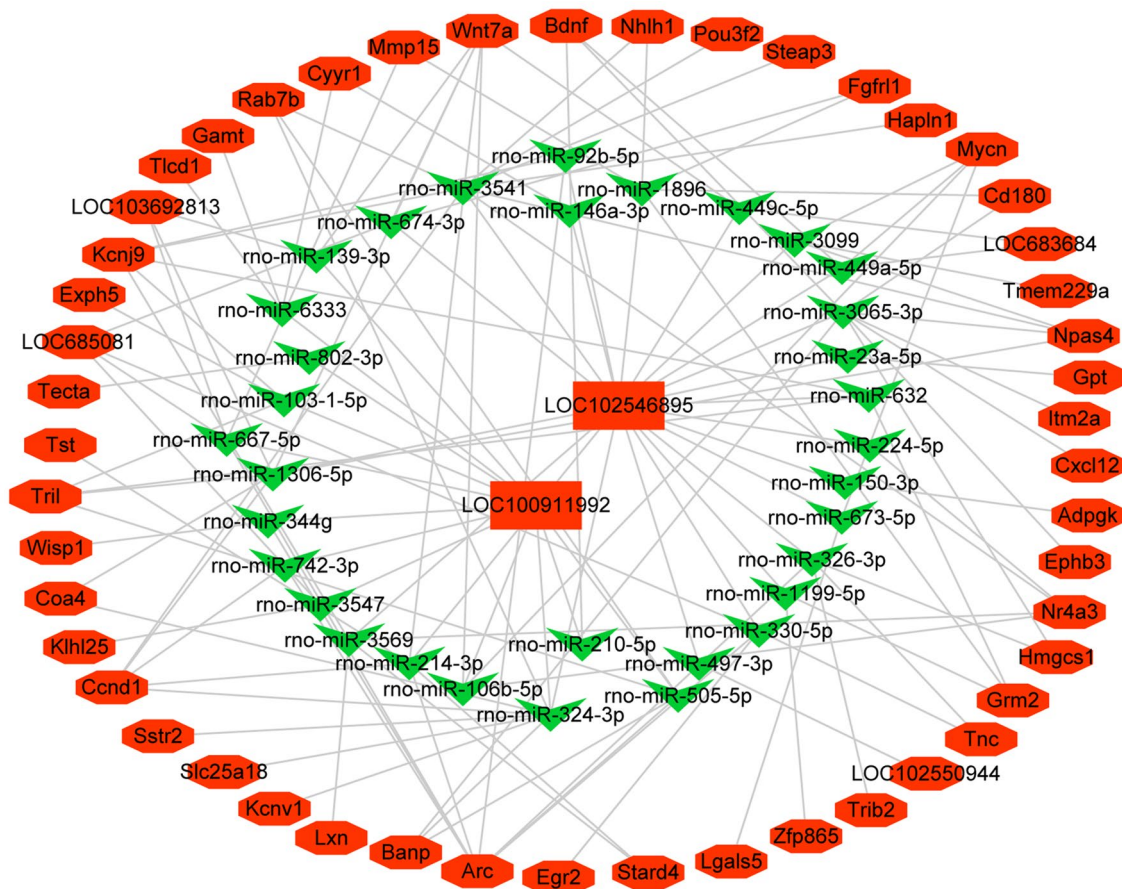 Bdnf
Nhlh1
Wnt7a
Pou3f2
Mmp15
Steap3
Cyyr1
Fgfrl1
Rab7b
Hapln1
Gamt
Mycn
rno-miR-92b-5p
Tlcd1
rno-miR-3541
rno-miR-1896
Cd180
LOC103692813
rno-miR-146a-3p
rno-miR-449c-5p
rno-miR-674-3p
rno-miR-3099
LOC683684
Kcnj9
rno-miR-139-3p
rno-miR-449a-5p
Tmem229a
Exph5
rno-miR-6333
rno-miR-3065-3p
LOC685081
Npas4
rno-miR-802-3p
rno-miR-23a-5p
Gpt
Tecta
rno-miR-103-1-5p
LOC102546895
rno-miR-632
Itm2a
Tst
rno-miR-667-5p
rno-miR-224-5p
Cxcl12
rno-miR-1306-5p
rno-miR-150-3p
Tril
LOC100911992
rno-miR-673-5p
Adpgk
rno-miR-344g
Wisp1
rno-miR-326-3p
Ephb3
rno-miR-742-3p
rno-miR-1199-5p
Coa4
rno-miR-3547
Nr4a3
rno-miR-330-5p
Klhl25
rno-miR-3569
rno-miR-210-5p
rno-miR-214-3p
rno-miR-497-3p
Hmgcs1
Ccnd1
rno-miR-106b-5p
rno-miR-505-5p
Grm2
rno-miR-324-3p
Sstr2
Tnc
Slc25a18
LOC102550944
Kcnv1
Trib2
Lxn
Zfp865
Banp
Lgals5
Arc
Stard4
Egr2